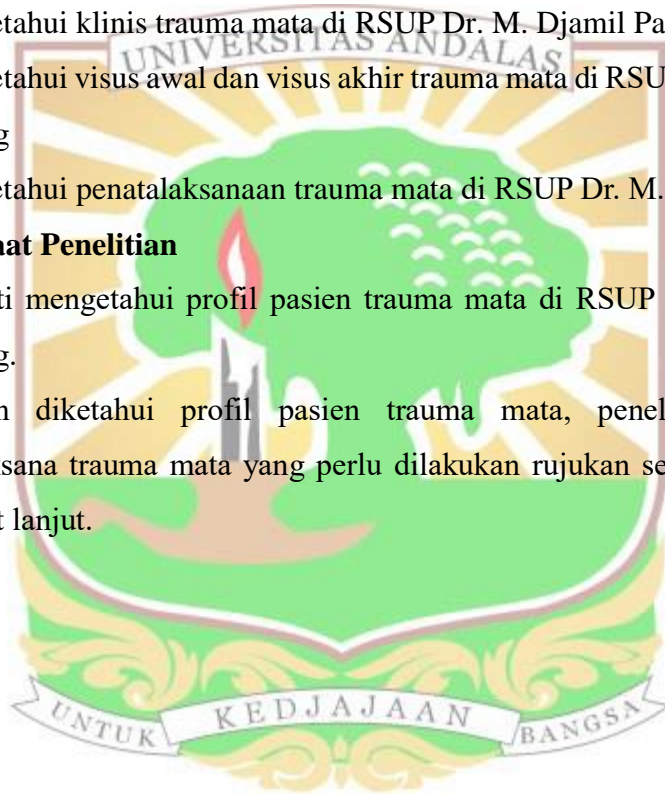 etahui klinis trauma mata di RSUP Dr. M. Djamil Pa
UNIVERSITAS ANDALAS
etahui visus awal dan visus akhir trauma mata di RSU
g
etahui penatalaksanaan trauma mata di RSUP Dr. M.
aat Penelitian
ti mengetahui profil pasien trauma mata di RSUP
g.
n diketahui profil pasien trauma mata, penel
ksana trauma mata yang perlu dilakukan rujukan se
t lanjut.
UNTUK KEDJAJAAN BANGSA